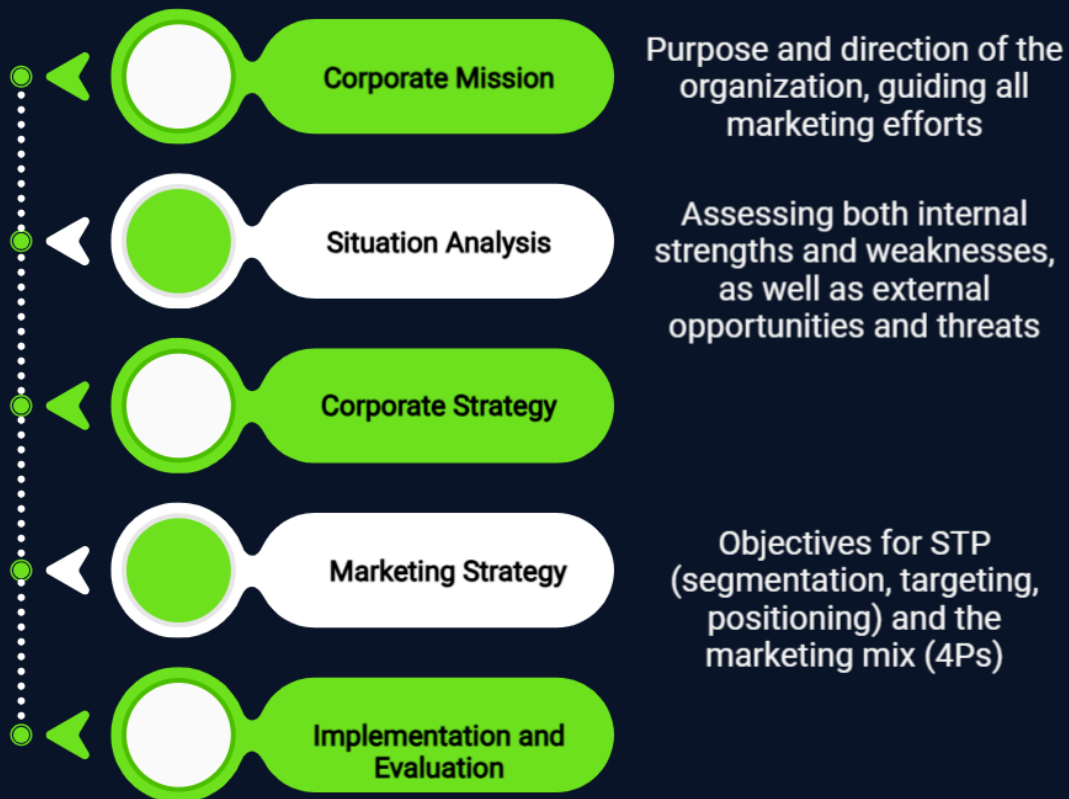 Corporate Mission
Purpose and direction of the
organization, guiding all
marketing efforts
Situation Analysis
Assessing both internal
strengths and weaknesses,
as well as external
opportunities and threats
Corporate Strategy
Marketing Strategy
Objectives for STP
(segmentation, targeting,
positioning) and the
marketing mix (4Ps)
Implementation and
Evaluation